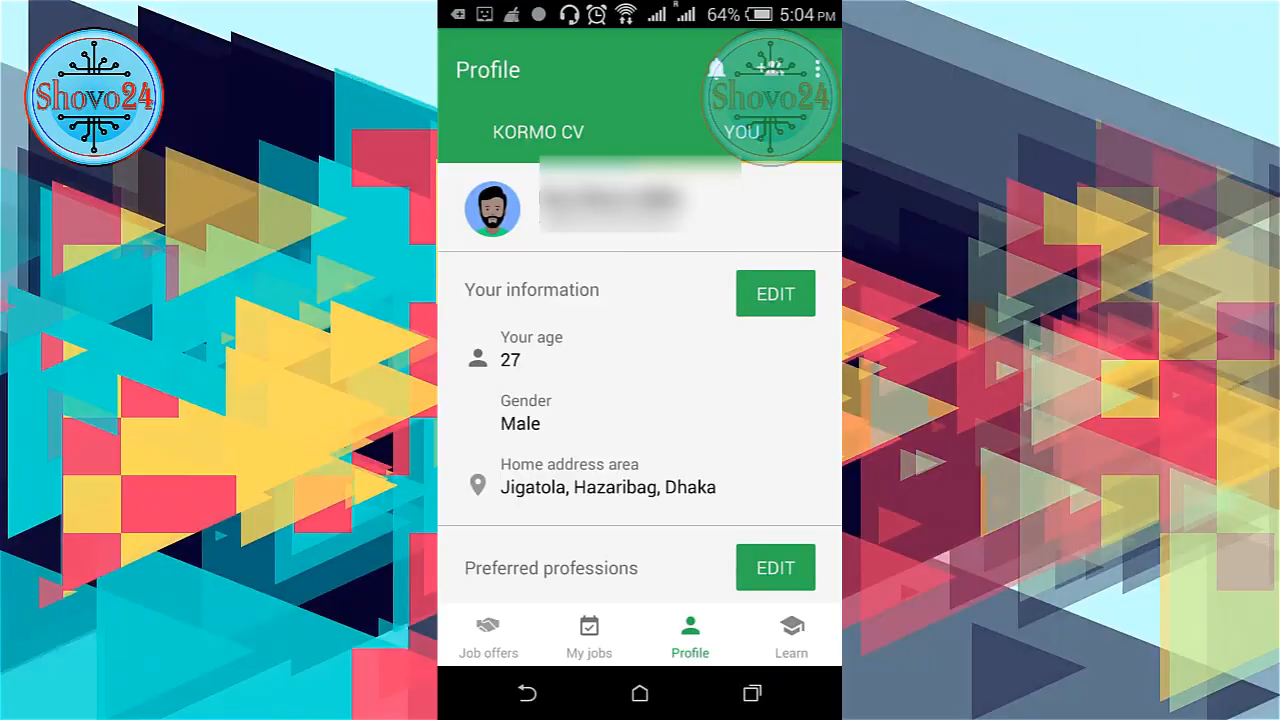 Shovo24
64% 5:04 PM
Profile
Shovo24
KORMO CV YOU
Your information EDIT
Your age
27
Gender
Male
Home address area
Jigatola, Hazaribag, Dhaka
Preferred professions EDIT
Job offers My jobs Profile Learn